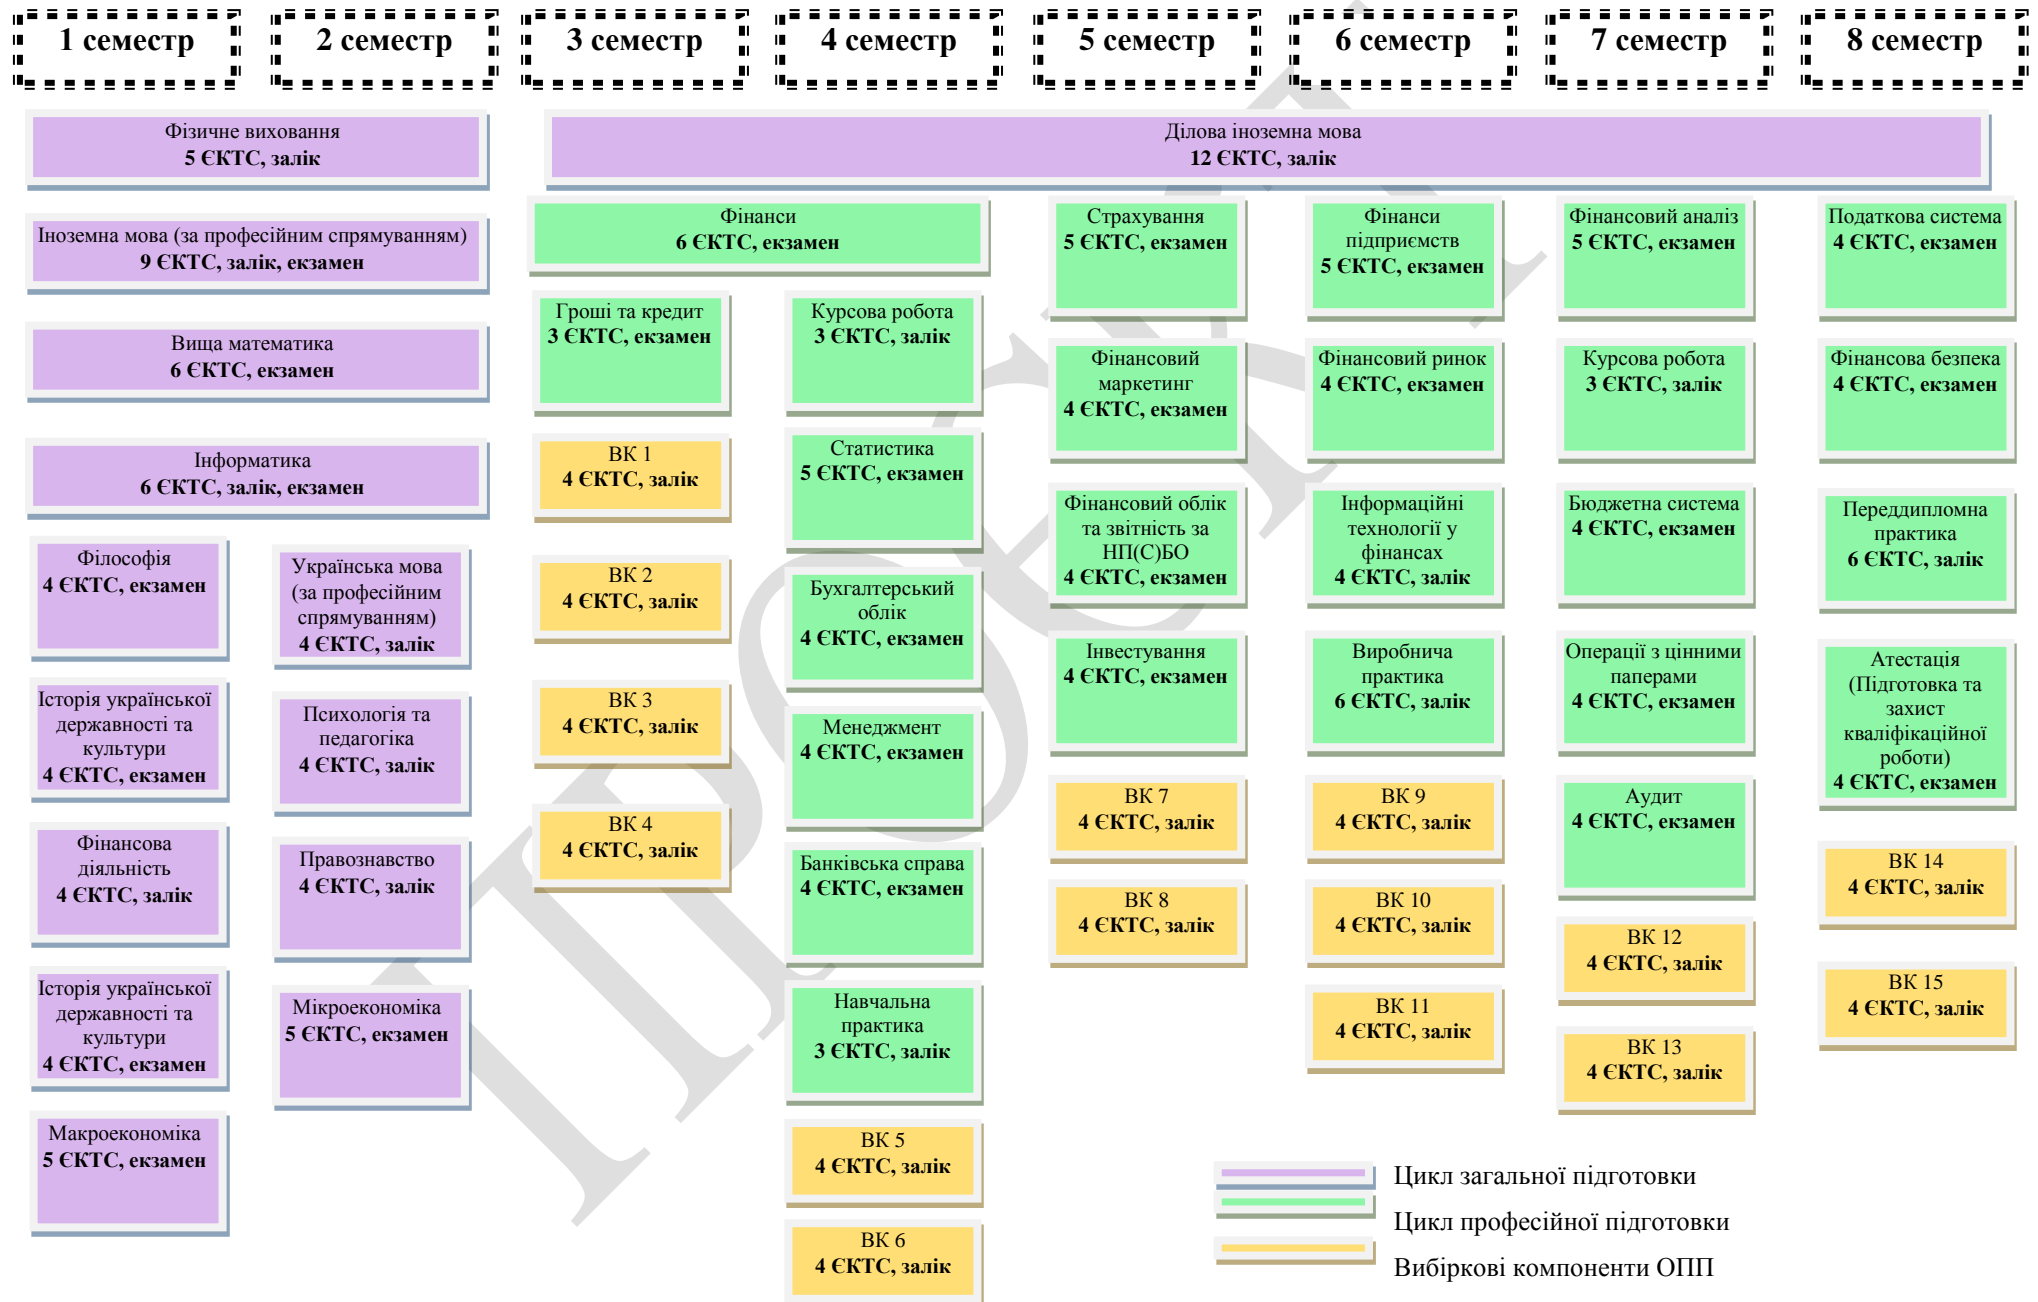 1 семестр
2 семестр
3 семестр
4 семестр
5 семестр
6 семестр
7 семестр
8 семестр
Фізичне виховання
5 ЄКТС, залік
Ділова іноземна мова
12 ЄКТС, залік
Іноземна мова (за професійним спрямуванням)
9 ЄКТС, залік, екзамен
Вища математика
6 ЄКТС, екзамен
Інформатика
6 ЄКТС, залік, екзамен
Філософія
4 ЄКТС, екзамен
Історія української
державності та
культури
4 ЄКТС, екзамен
Фінансова
діяльність
4 ЄКТС, залік
Історія української
державності та
культури
4 ЄКТС, екзамен
Макроекономіка
5 ЄКТС, екзамен
Українська мова
(за професійним
спрямуванням)
4 ЄКТС, залік
Психологія та
педагогіка
4 ЄКТС, залік
Правознавство
4 ЄКТС, залік
Мікроекономіка
5 ЄКТС, екзамен
Фінанси
6 ЄКТС, екзамен
Гроші та кредит
3 ЄКТС, екзамен
ВК 1
4 ЄКТС, залік
ВК 2
4 ЄКТС, залік
ВК 3
4 ЄКТС, залік
ВК 4
4 ЄКТС, залік
Курсова робота
3 ЄКТС, залік
Статистика
5 ЄКТС, екзамен
Бухгалтерський
облік
4 ЄКТС, екзамен
Менеджмент
4 ЄКТС, екзамен
Банківська справа
4 ЄКТС, екзамен
Навчальна
практика
3 ЄКТС, залік
ВК 5
4 ЄКТС, залік
ВК 6
4 ЄКТС, залік
Страхування
5 ЄКТС, екзамен
Фінансовий
маркетинг
4 ЄКТС, екзамен
Фінансовий облік
та звітність за
НП(С)БО
4 ЄКТС, екзамен
Інвестування
4 ЄКТС, екзамен
ВК 7
4 ЄКТС, залік
ВК 8
4 ЄКТС, залік
Фінанси
підприємств
5 ЄКТС, екзамен
Фінансовий ринок
4 ЄКТС, екзамен
Інформаційні
технології у
фінансах
4 ЄКТС, залік
Виробнича
практика
6 ЄКТС, залік
ВК 9
4 ЄКТС, залік
ВК 10
4 ЄКТС, залік
ВК 11
4 ЄКТС, залік
Фінансовий аналіз
5 ЄКТС, екзамен
Курсова робота
3 ЄКТС, залік
Бюджетна система
4 ЄКТС, екзамен
Операції з цінними
паперами
4 ЄКТС, екзамен
Аудит
4 ЄКТС, екзамен
ВК 12
4 ЄКТС, залік
ВК 13
4 ЄКТС, залік
Податкова система
4 ЄКТС, екзамен
Фінансова безпека
4 ЄКТС, екзамен
Переддипломна
практика
6 ЄКТС, залік
Атестація
(Підготовка та
захист
кваліфікаційної
роботи)
4 ЄКТС, екзамен
ВК 14
4 ЄКТС, залік
ВК 15
4 ЄКТС, залік
Цикл загальної підготовки
Цикл професійної підготовки
Вибіркові компоненти ОПП
ПРОЄКТ